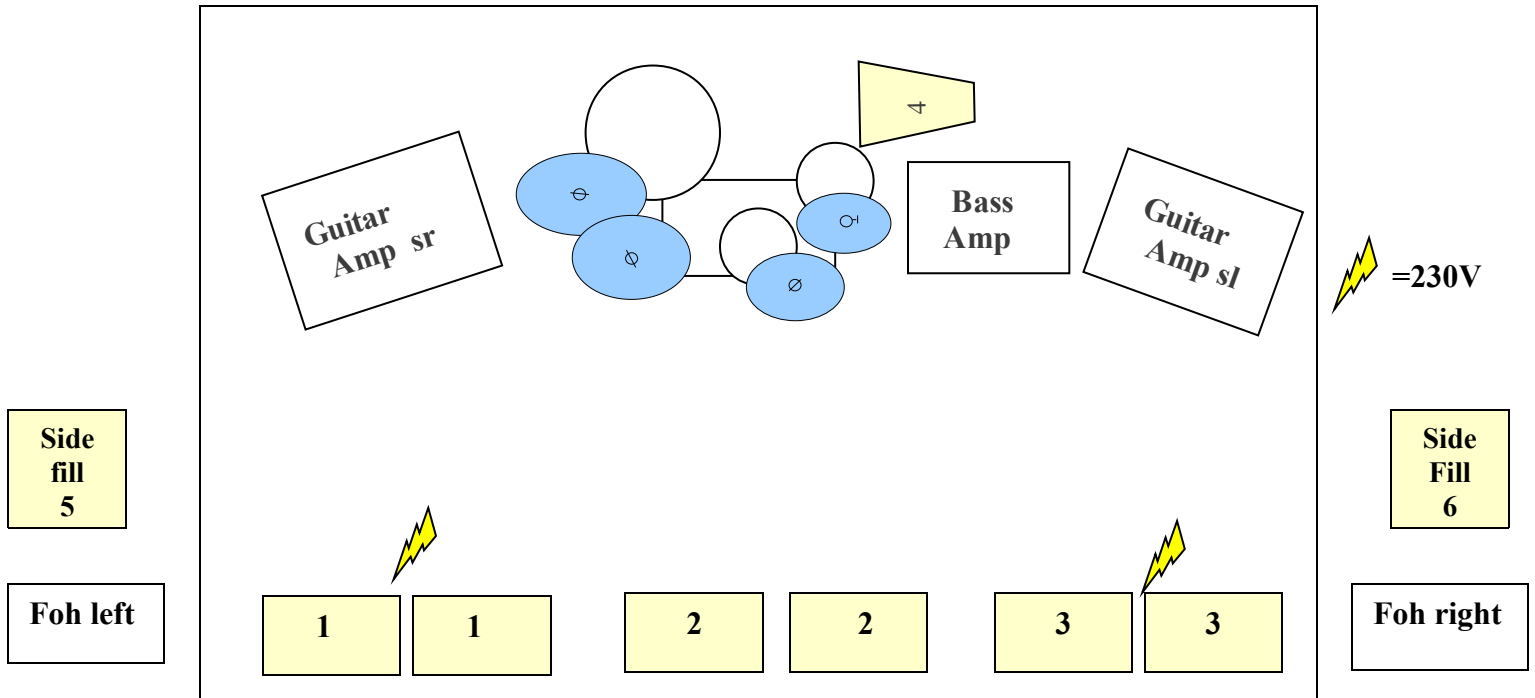 4
Guitar
Amp sr
Bass
Amp
Guitar
Amp sl
=230V
Side
fill
5
Side
Fill
6
Foh left
1
1
2
2
3
3
Foh right